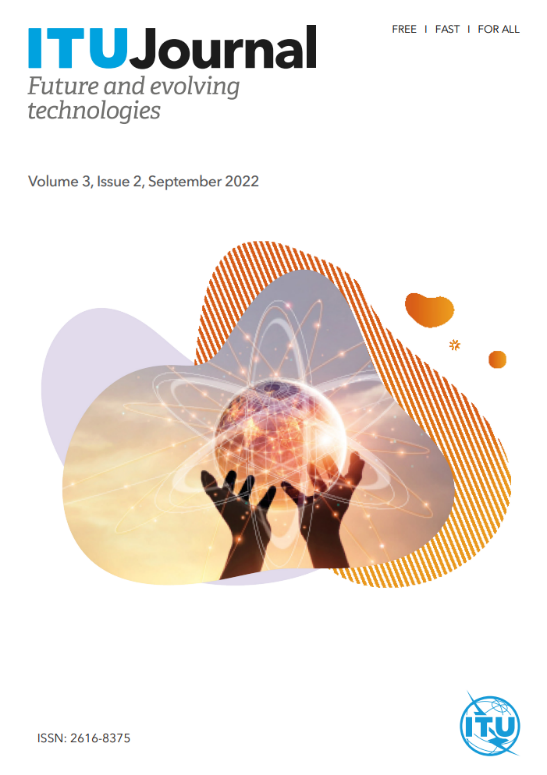 FREE I FAST I FOR ALL
ITUJournal
Future and evolving
technologies
Volume 3, Issue 2, September 2022
ISSN: 2616-8375
ITU